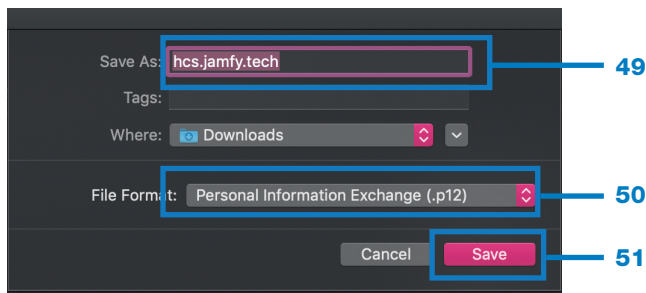 Save As: hcs.jamfy.tech 49
Tags:
Where: Downloads
File Format: Personal Information Exchange (.p12) 50
Cancel Save 51